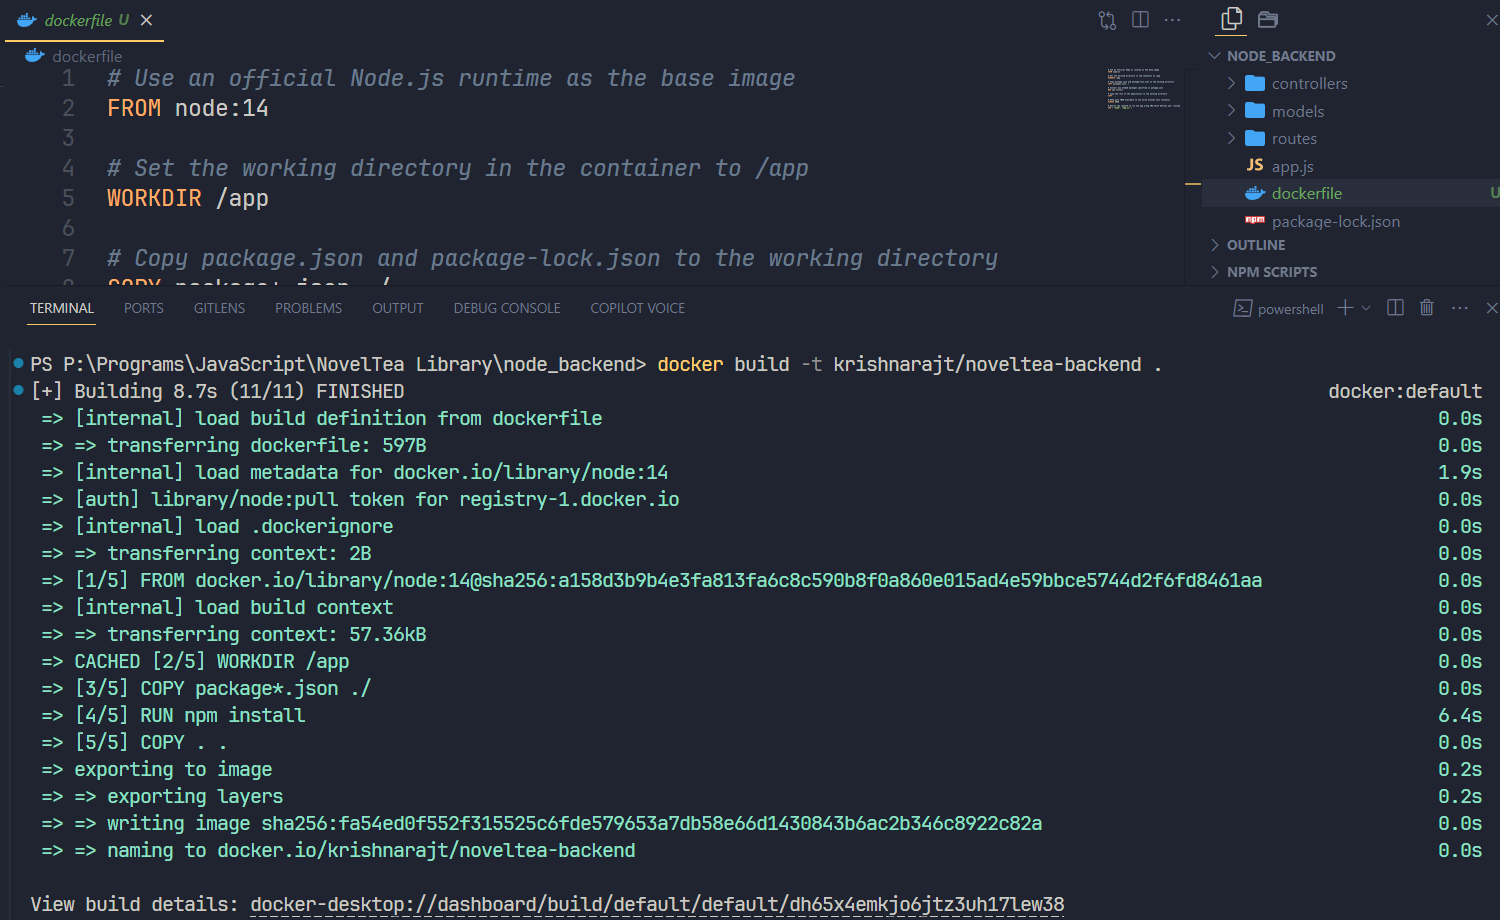 dockerfile U
dockerfile
1 # Use an official Node.js runtime as the base image
2 FROM node:14
3
4 # Set the working directory in the container to /app
5 WORKDIR /app
6
7 # Copy package.json and package-lock.json to the working directory
8 COPY package*.json ./
NODE_BACKEND
controllers
models
routes
JS app.js
dockerfile U
npm package-lock.json
OUTLINE
NPM SCRIPTS
TERMINAL PORTS GITLENS PROBLEMS OUTPUT DEBUG CONSOLE COPILOT VOICE powershell
PS P:\Programs\JavaScript\NovelTea Library\node_backend> docker build -t krishnarajt/noveltea-backend .
[+] Building 8.7s (11/11) FINISHED docker:default
=> [internal] load build definition from dockerfile 0.0s
=> => transferring dockerfile: 597B 0.0s
=> [internal] load metadata for docker.io/library/node:14 1.9s
=> [auth] library/node:pull token for registry-1.docker.io 0.0s
=> [internal] load .dockerignore 0.0s
=> => transferring context: 2B 0.0s
=> [1/5] FROM docker.io/library/node:14@sha256:a158d3b9b4e3fa813fa6c8c590b8f0a860e015ad4e59bbce5744d2f6fd8461aa 0.0s
=> [internal] load build context 0.0s
=> => transferring context: 57.36kB 0.0s
=> CACHED [2/5] WORKDIR /app 0.0s
=> [3/5] COPY package*.json ./ 0.0s
=> [4/5] RUN npm install 6.4s
=> [5/5] COPY . . 0.0s
=> exporting to image 0.2s
=> => exporting layers 0.2s
=> => writing image sha256:fa54ed0f552f315525c6fde579653a7db58e66d1430843b6ac2b346c8922c82a 0.0s
=> => naming to docker.io/krishnarajt/noveltea-backend 0.0s
View build details: docker-desktop://dashboard/build/default/default/dh65x4emkjo6jtz3uh17lew38